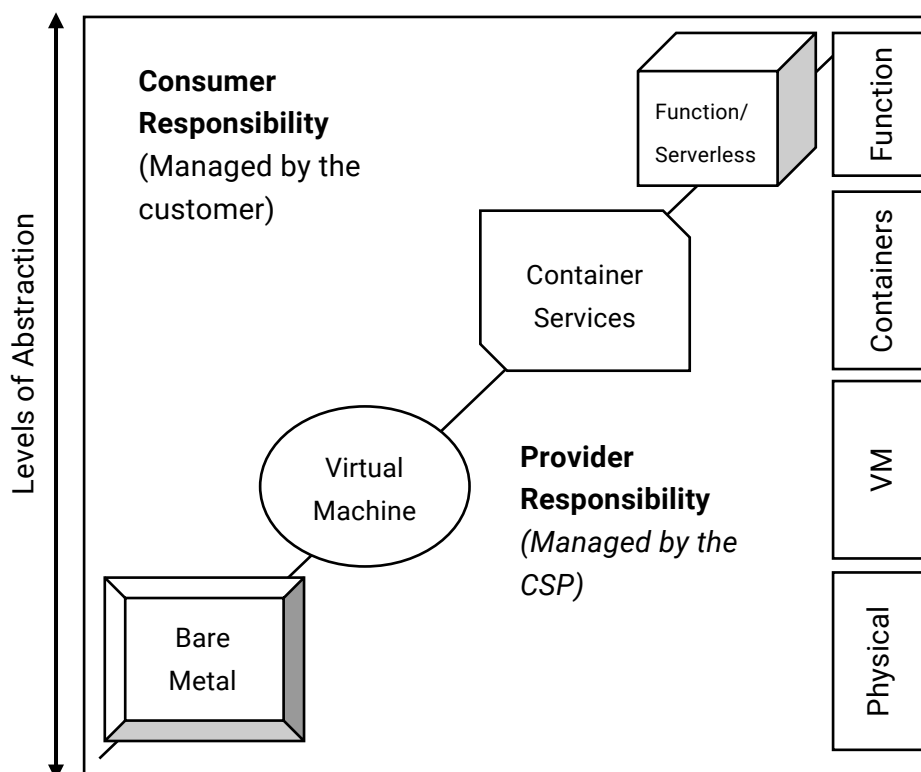 Levels of Abstraction
Consumer
Responsibility
(Managed by the
customer)
Function/
Serverless
Container
Services
Virtual
Machine
Bare
Metal
Provider
Responsibility
(Managed by the
CSP)
Function
Containers
VM
Physical